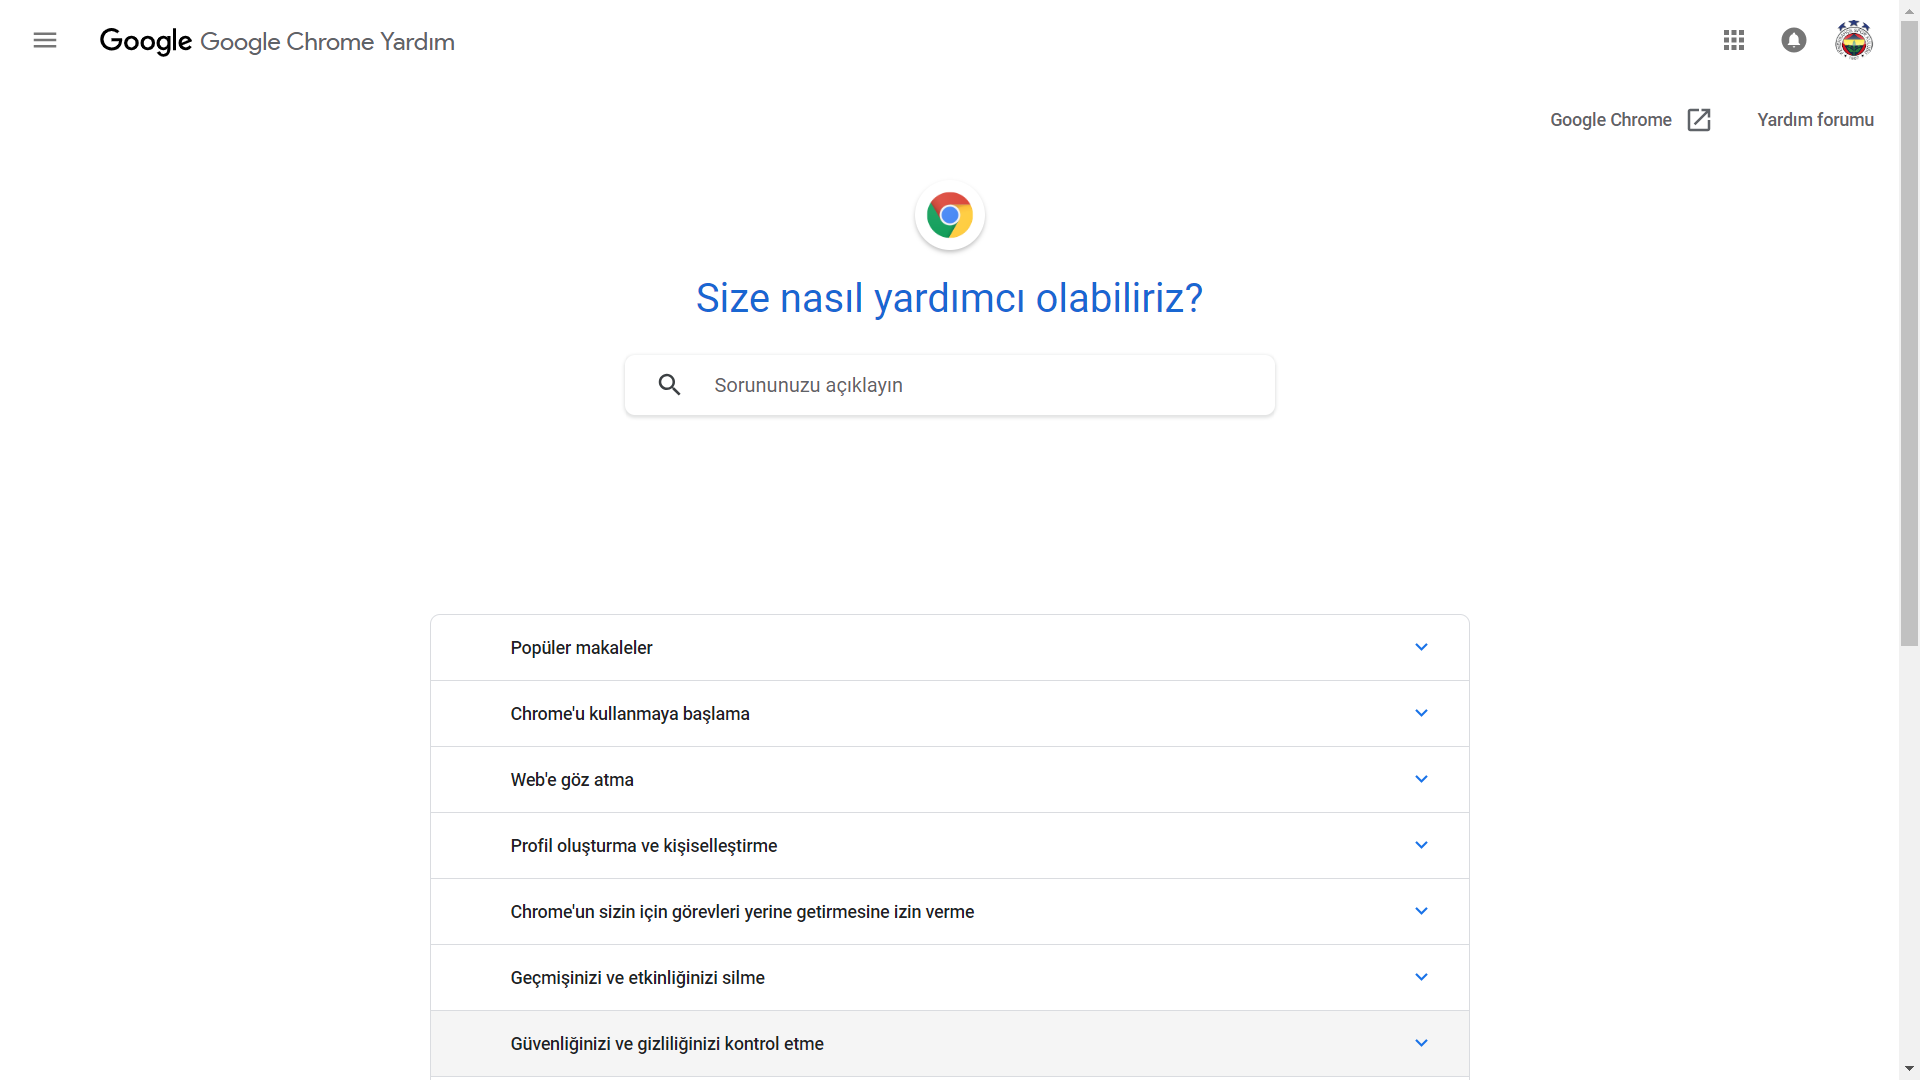 Google Google Chrome Yardım
Google Chrome
Yardım forumu
Size nasıl yardımcı olabiliriz?
Sorununuzu açıklayın
Popüler makaleler
Chrome'u kullanmaya başlama
Web'e göz atma
Profil oluşturma ve kişiselleştirme
Chrome'un sizin için görevleri yerine getirmesine izin verme
Geçmişinizi ve etkinliğinizi silme
Güvenliğinizi ve gizliliğinizi kontrol etme